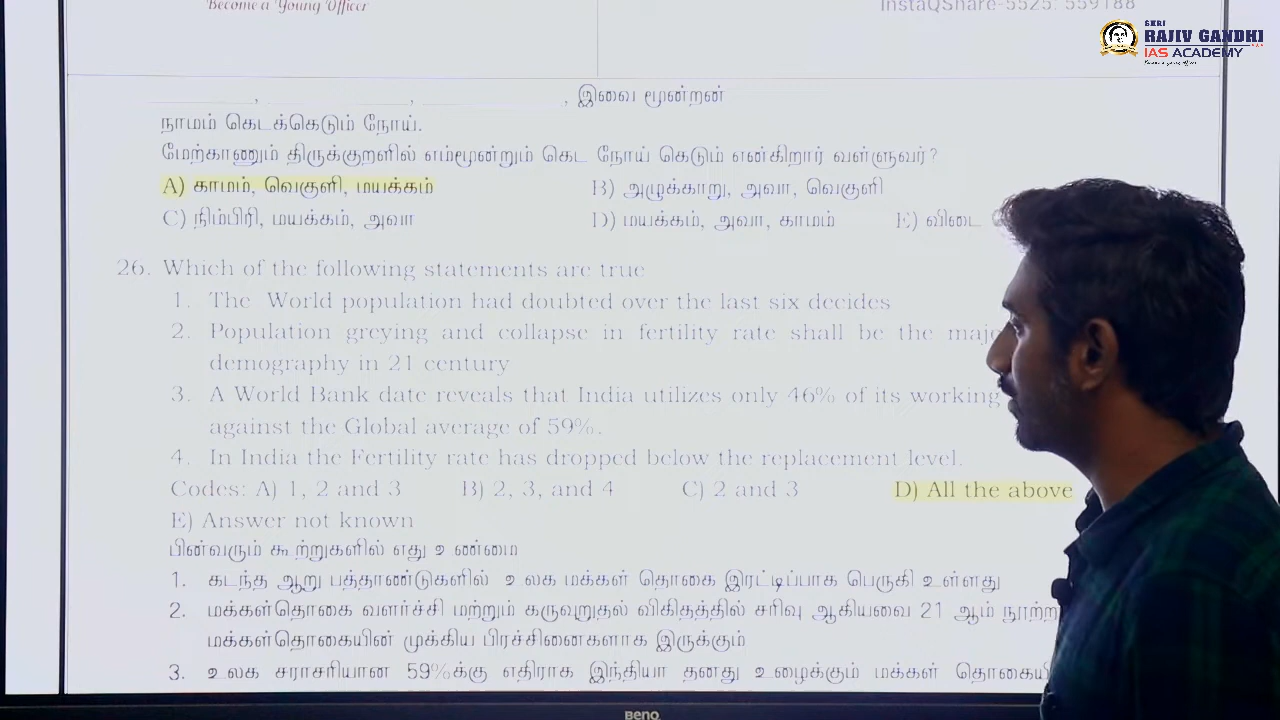 Become a Young Officer
InstaQShare-5525: 559188
SHRI
RAJIV GANDHI
IAS ACADEMY
, , , இவை மூன்றன்
நாமம் கெடக்கெடும் நோய்.
மேற்காணும் திருக்குறளில் எம்மூன்றும் கெட நோய் கெடும் என்கிறார் வள்ளுவர்?
A) காமம், வெகுளி, மயக்கம் B) அழுக்காறு, அவா, வெகுளி
C) நிம்பிரி, மயக்கம், அவா D) மயக்கம், அவா, காமம் E) விடை
26. Which of the following statements are true
1. The World population had doubted over the last six decides
2. Population greying and collapse in fertility rate shall be the
demography in 21 century
3. A World Bank date reveals that India utilizes only 46% of its working
against the Global average of 59%.
4. In India the Fertility rate has dropped below the replacement level.
Codes: A) 1, 2 and 3 B) 2, 3, and 4 C) 2 and 3 D) All the above
E) Answer not known
பின்வரும் கூற்றுகளில் எது உண்மை
1. கடந்த ஆறு பத்தாண்டுகளில் உலக மக்கள் தொகை இரட்டிப்பாக பெருகி உள்ளது
2. மக்கள்தொகை வளர்ச்சி மற்றும் கருவுறுதல் விகிதத்தில் சரிவு ஆகியவை 21 ஆம்
மக்கள்தொகையின் முக்கிய பிரச்சினைகளாக இருக்கும்
3. உலக சராசரியான 59%க்கு எதிராக இந்தியா தனது உழைக்கும் மக்கள்
BenQ